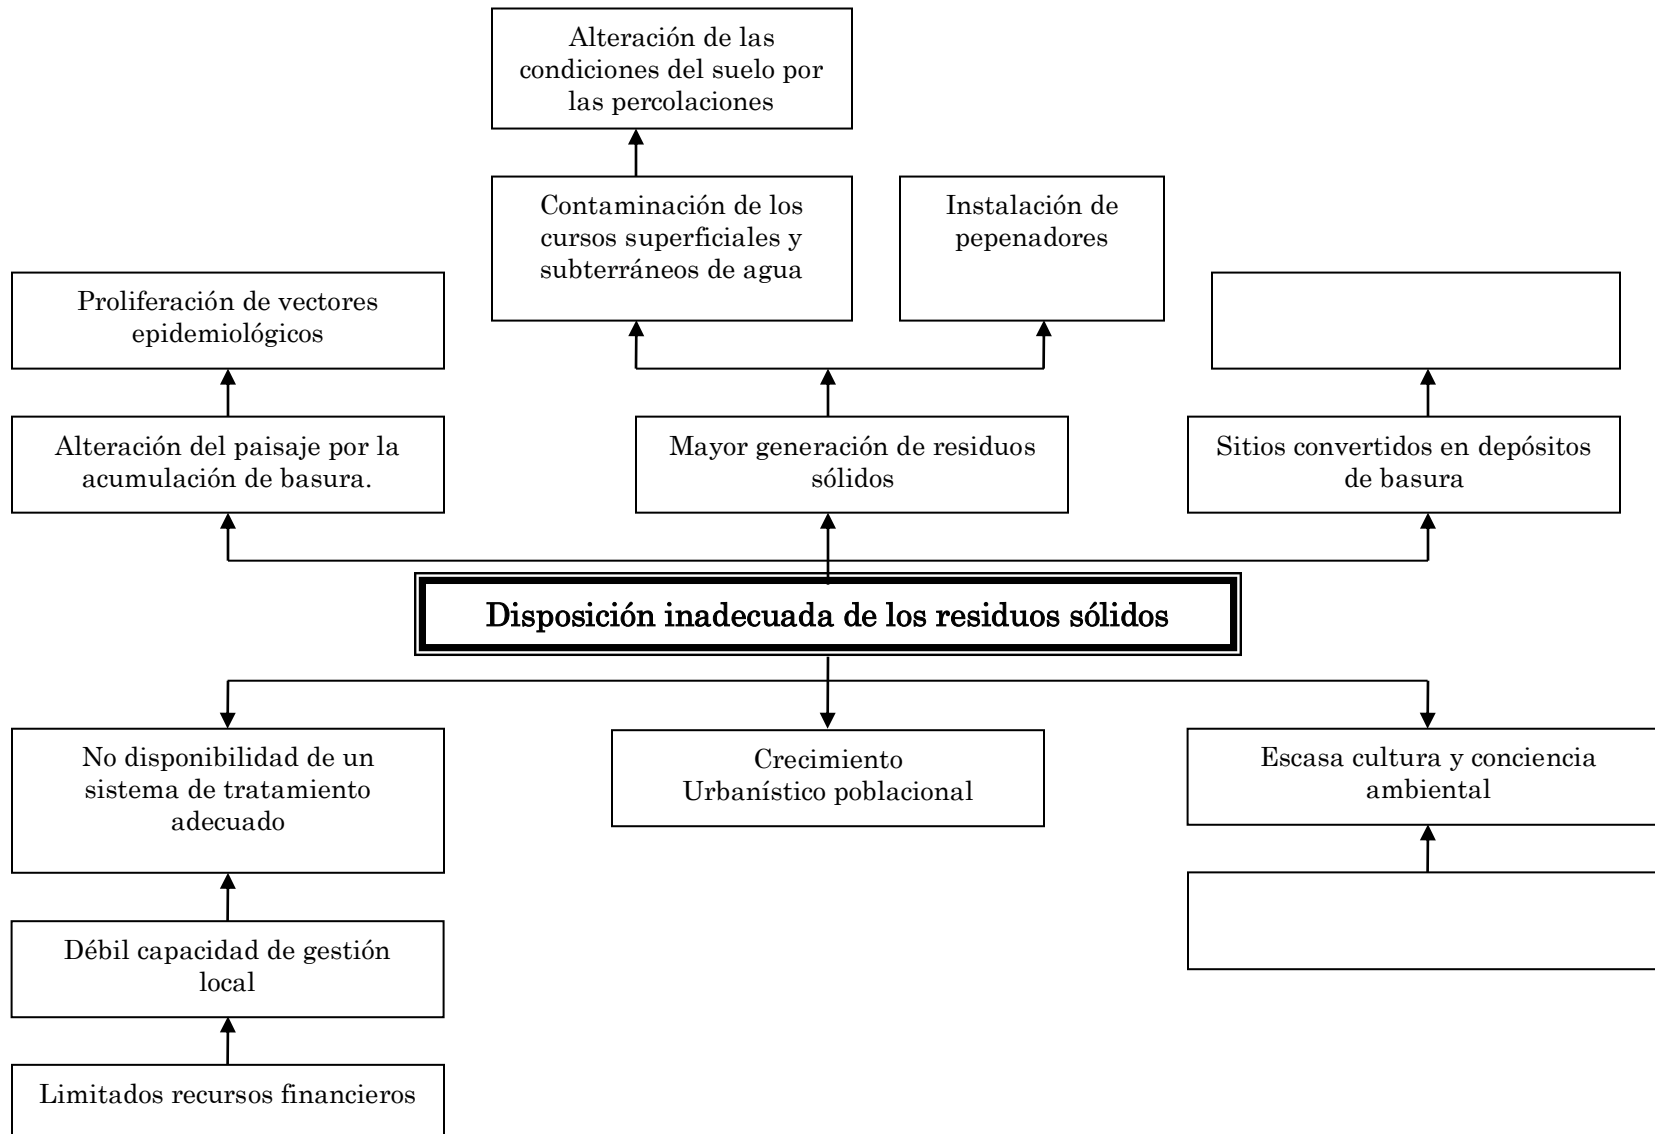 Alteración de las
condiciones del suelo por
las percolaciones
Contaminación de los
cursos superficiales y
subterráneos de agua
Instalación de
pepenadores
Proliferación de vectores
epidemiológicos
Alteración del paisaje por la
acumulación de basura.
Mayor generación de residuos
sólidos
Sitios convertidos en depósitos
de basura
Disposición inadecuada de los residuos sólidos
No disponibilidad de un
sistema de tratamiento
adecuado
Crecimiento
Urbanístico poblacional
Escasa cultura y conciencia
ambiental
Débil capacidad de gestión
local
Limitados recursos financieros